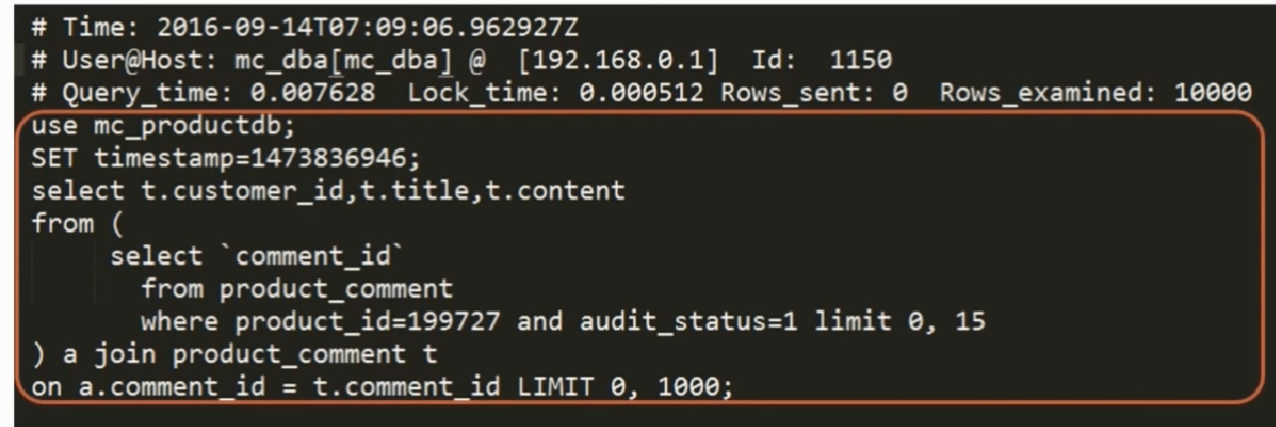 # Time: 2016-09-14T07:09:06.962927Z
# User@Host: mc_dba[mc_dba] @  [192.168.0.1]  Id:  1150
# Query_time: 0.007628  Lock_time: 0.000512 Rows_sent: 0  Rows_examined: 10000
use mc_productdb;
SET timestamp=1473836946;
select t.customer_id,t.title,t.content
from (
     select `comment_id`
       from product_comment
       where product_id=199727 and audit_status=1 limit 0, 15
) a join product_comment t
on a.comment_id = t.comment_id LIMIT 0, 1000;